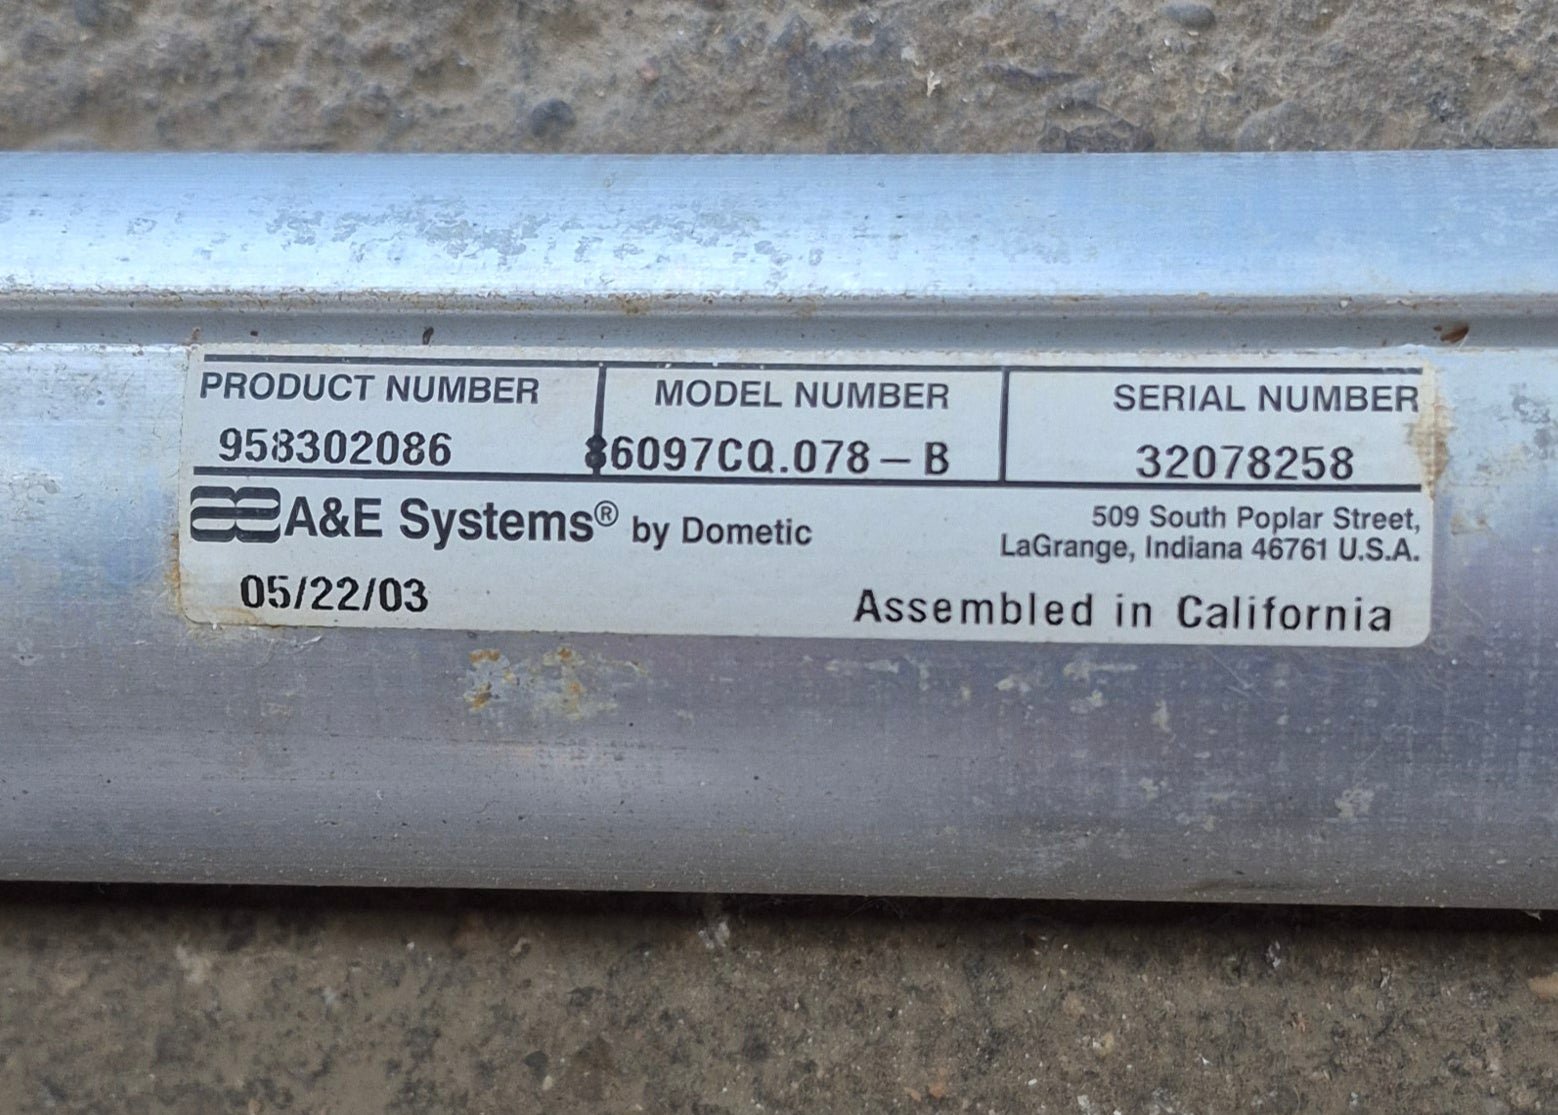 PRODUCT NUMBER MODEL NUMBER SERIAL NUMBER
958302086 86097CQ.078-B 32078258
A&E Systems® by Dometic
509 South Poplar Street,
LaGrange, Indiana 46761 U.S.A.
05/22/03 Assembled in California